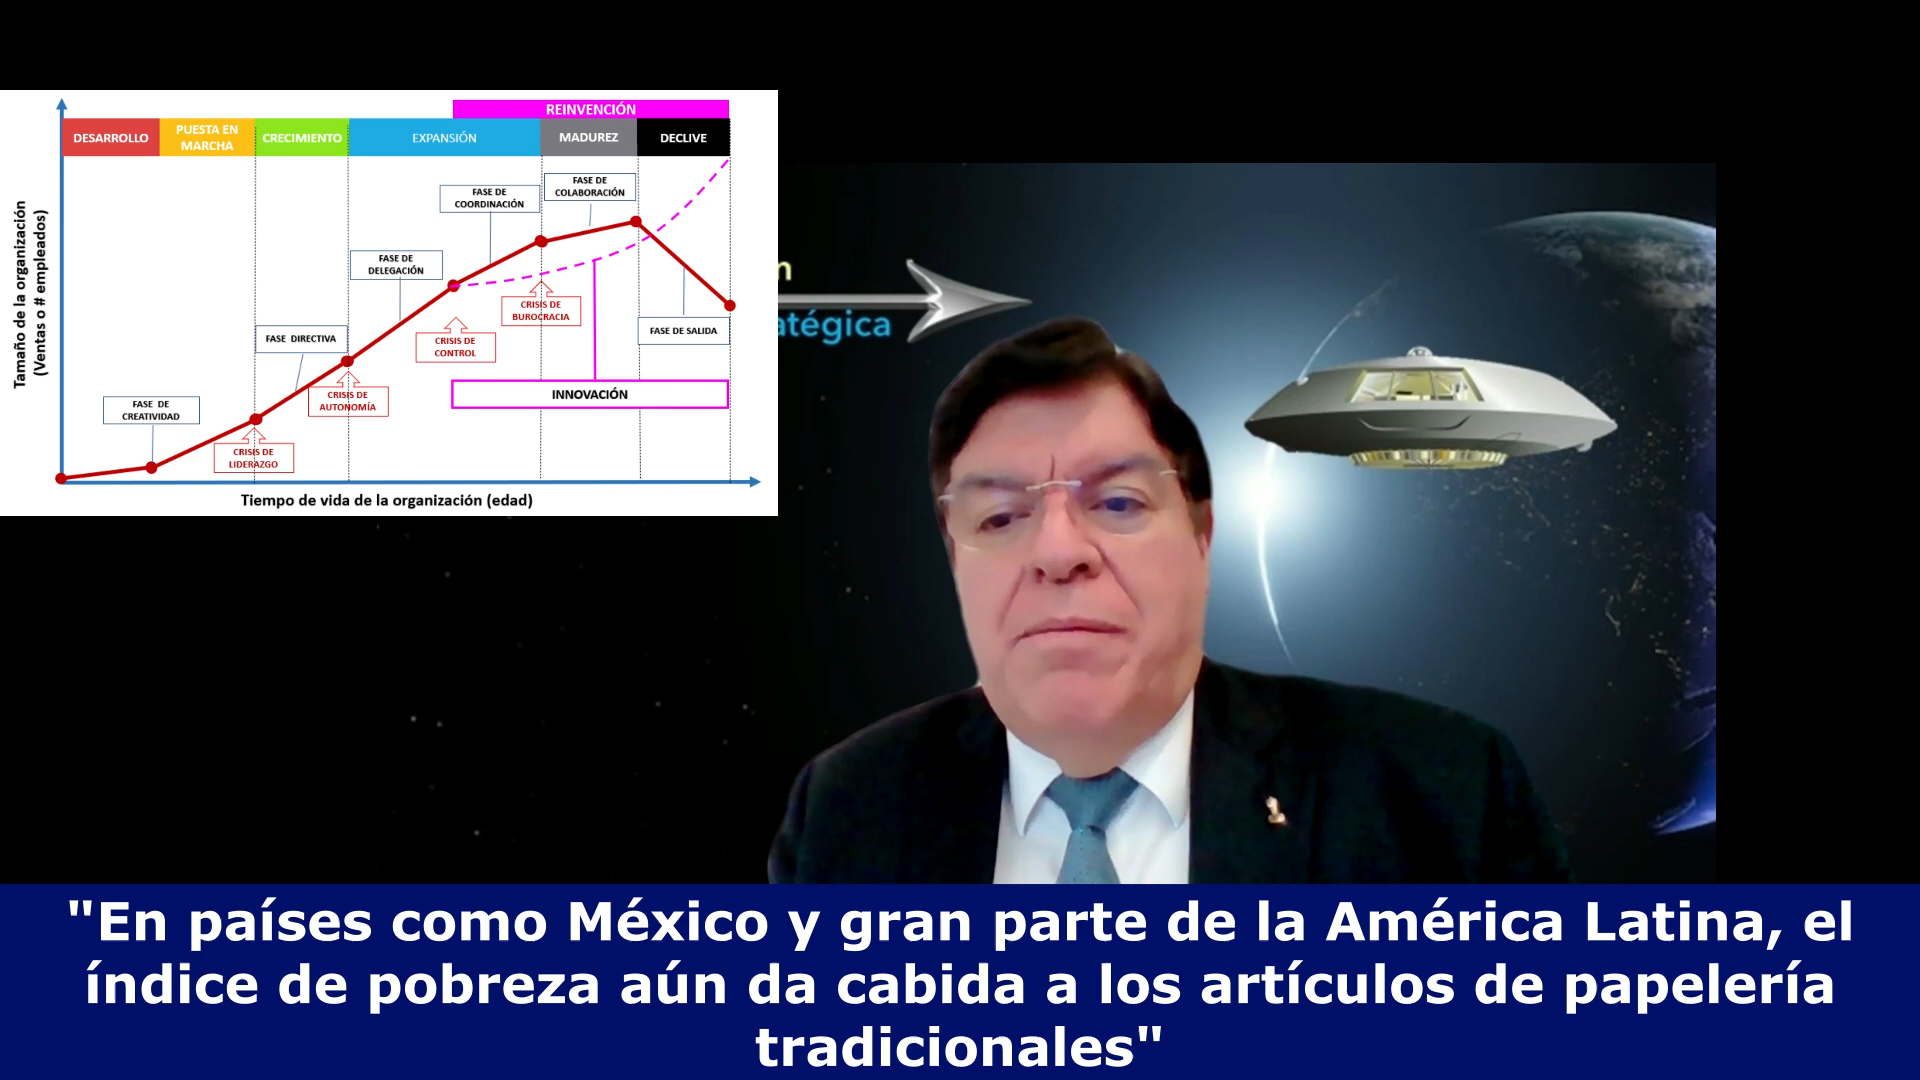 REINVENCIÓN
DESARROLLO
PUESTA EN
MARCHA
CRECIMIENTO
EXPANSIÓN
MADUREZ
DECLIVE
Tamaño de la organización
(Ventas o # empleados)
FASE DE
COLABORACIÓN
FASE DE
COORDINACIÓN
FASE DE
DELEGACIÓN
CRISIS DE
BUROCRACIA
FASE DE SALIDA
FASE DIRECTIVA
CRISIS DE
CONTROL
CRISIS DE
AUTONOMÍA
INNOVACIÓN
FASE DE
CREATIVIDAD
CRISIS DE
LIDERAZGO
Tiempo de vida de la organización (edad)
n
atégica
"En países como México y gran parte de la América Latina, el
índice de pobreza aún da cabida a los artículos de papelería
tradicionales"